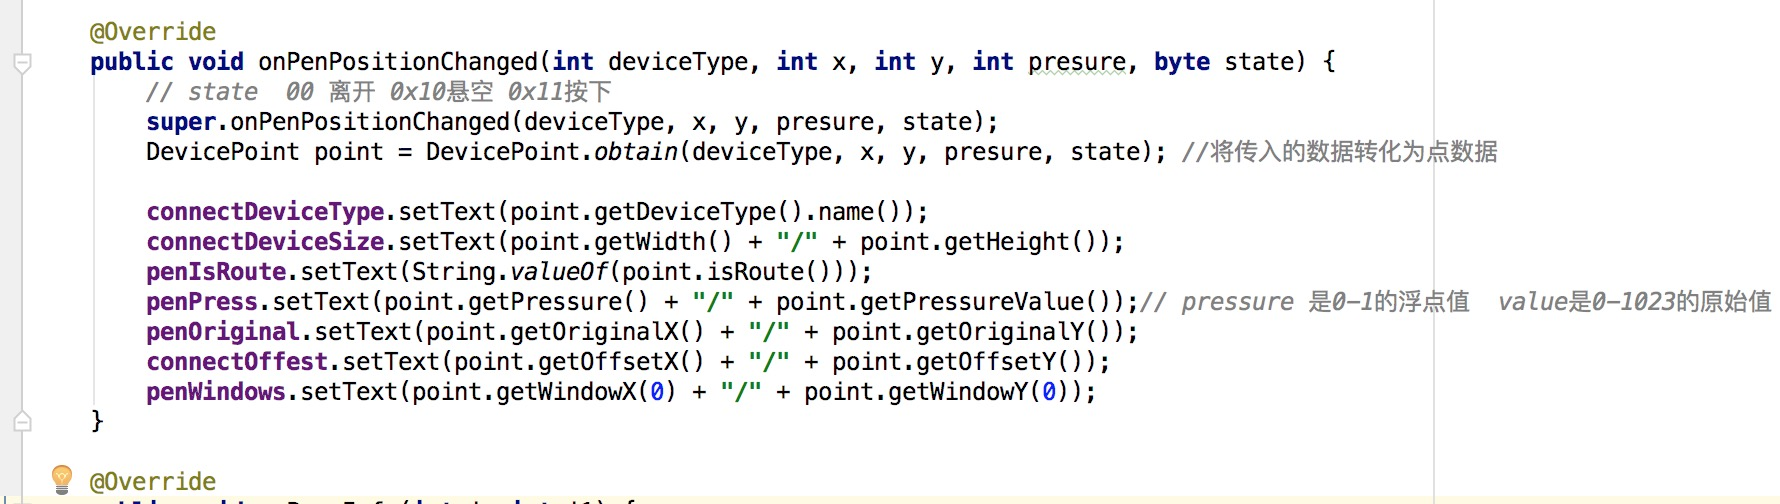 @Override
public void onPenPositionChanged(int deviceType, int x, int y, int presure, byte state) {
// state  00 离开 0x10悬空 0x11按下
super.onPenPositionChanged(deviceType, x, y, presure, state);
DevicePoint point = DevicePoint.obtain(deviceType, x, y, presure, state); //将传入的数据转化为点数据
connectDeviceType.setText(point.getDeviceType().name());
connectDeviceSize.setText(point.getWidth() + "/" + point.getHeight());
penIsRoute.setText(String.valueOf(point.isRoute()));
penPress.setText(point.getPressure() + "/" + point.getPressureValue());// pressure 是0-1的浮点值  value是0-1023的原始值
penOriginal.setText(point.getOriginalX() + "/" + point.getOriginalY());
connectOffest.setText(point.getOffsetX() + "/" + point.getOffsetY());
penWindows.setText(point.getWindowX(0) + "/" + point.getWindowY(0));
}
@Override